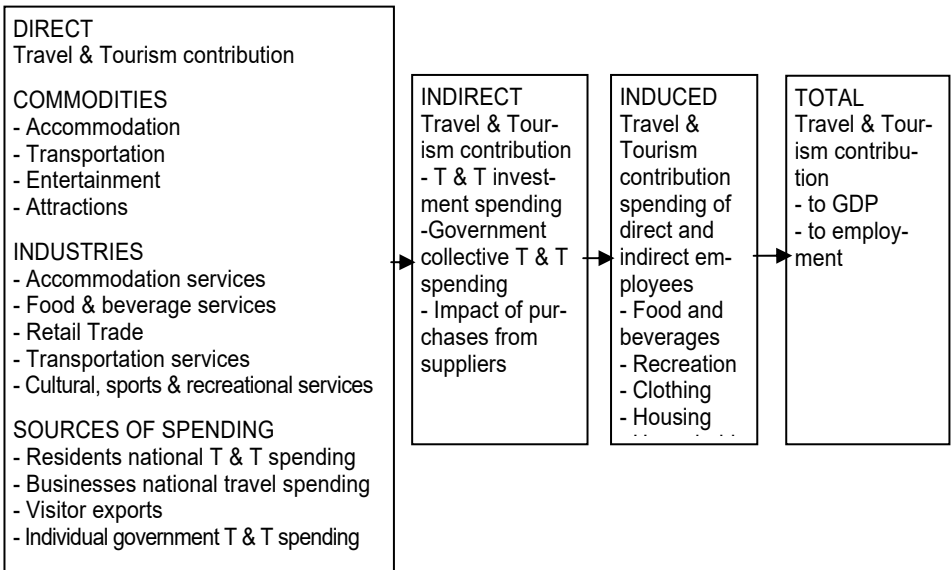 DIRECT
Travel & Tourism contribution
COMMODITIES
- Accommodation
- Transportation
- Entertainment
- Attractions
INDUSTRIES
- Accommodation services
- Food & beverage services
- Retail Trade
- Transportation services
- Cultural, sports & recreational services
SOURCES OF SPENDING
- Residents national T & T spending
- Businesses national travel spending
- Visitor exports
- Individual government T & T spending
INDIRECT
Travel & Tour-
ism contribution
- T & T invest-
ment spending
-Government
collective T & T
spending
- Impact of pur-
chases from
suppliers
INDUCED
Travel &
Tourism
contribution
spending of
direct and
indirect em-
ployees
- Food and
beverages
- Recreation
- Clothing
- Housing
TOTAL
Travel & Tour-
ism contribu-
tion
- to GDP
- to employ-
ment